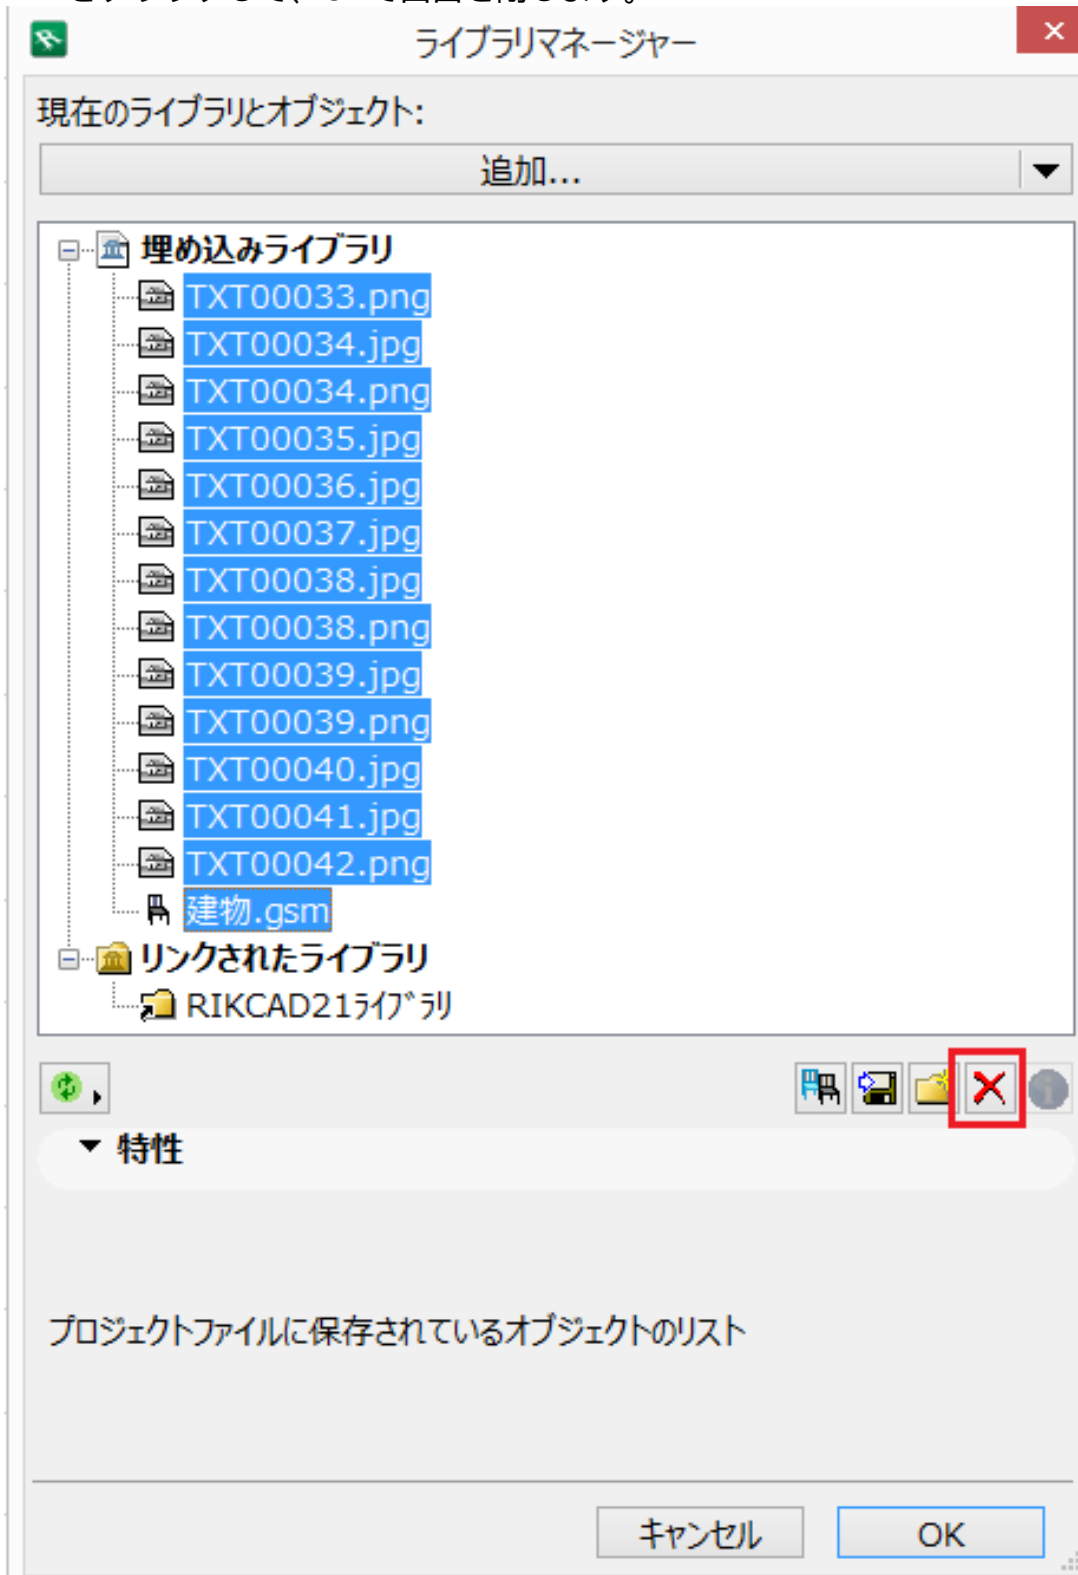 ライブラリマネージャー
現在のライブラリとオブジェクト:
追加...
埋め込みライブラリ
TXT00033.png
TXT00034.jpg
TXT00034.png
TXT00035.jpg
TXT00036.jpg
TXT00037.jpg
TXT00038.jpg
TXT00038.png
TXT00039.jpg
TXT00039.png
TXT00040.jpg
TXT00041.jpg
TXT00042.png
建物.gsm
リンクされたライブラリ
RIKCAD21ﾗｲﾌﾞﾗﾘ
特性
プロジェクトファイルに保存されているオブジェクトのリスト
キャンセル
OK